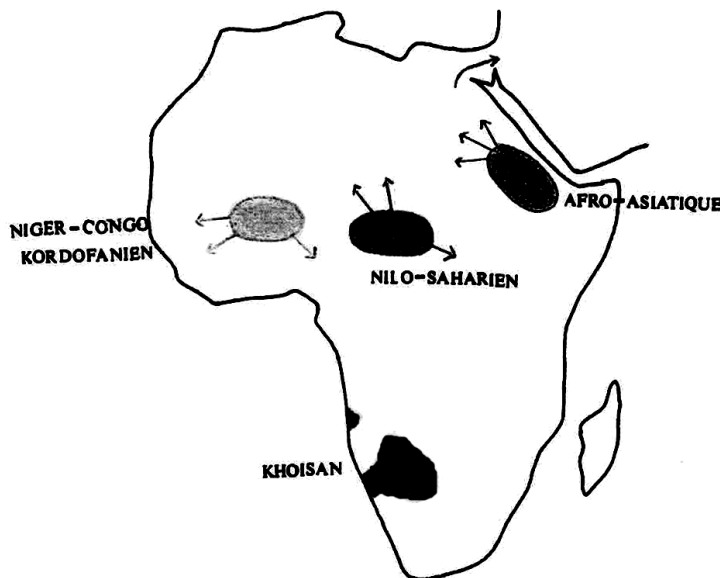 NIGER-CONGO
KORDOFANIEN
AFRO-ASIATIQUE
NILO-SAHARIEN
KHOISAN